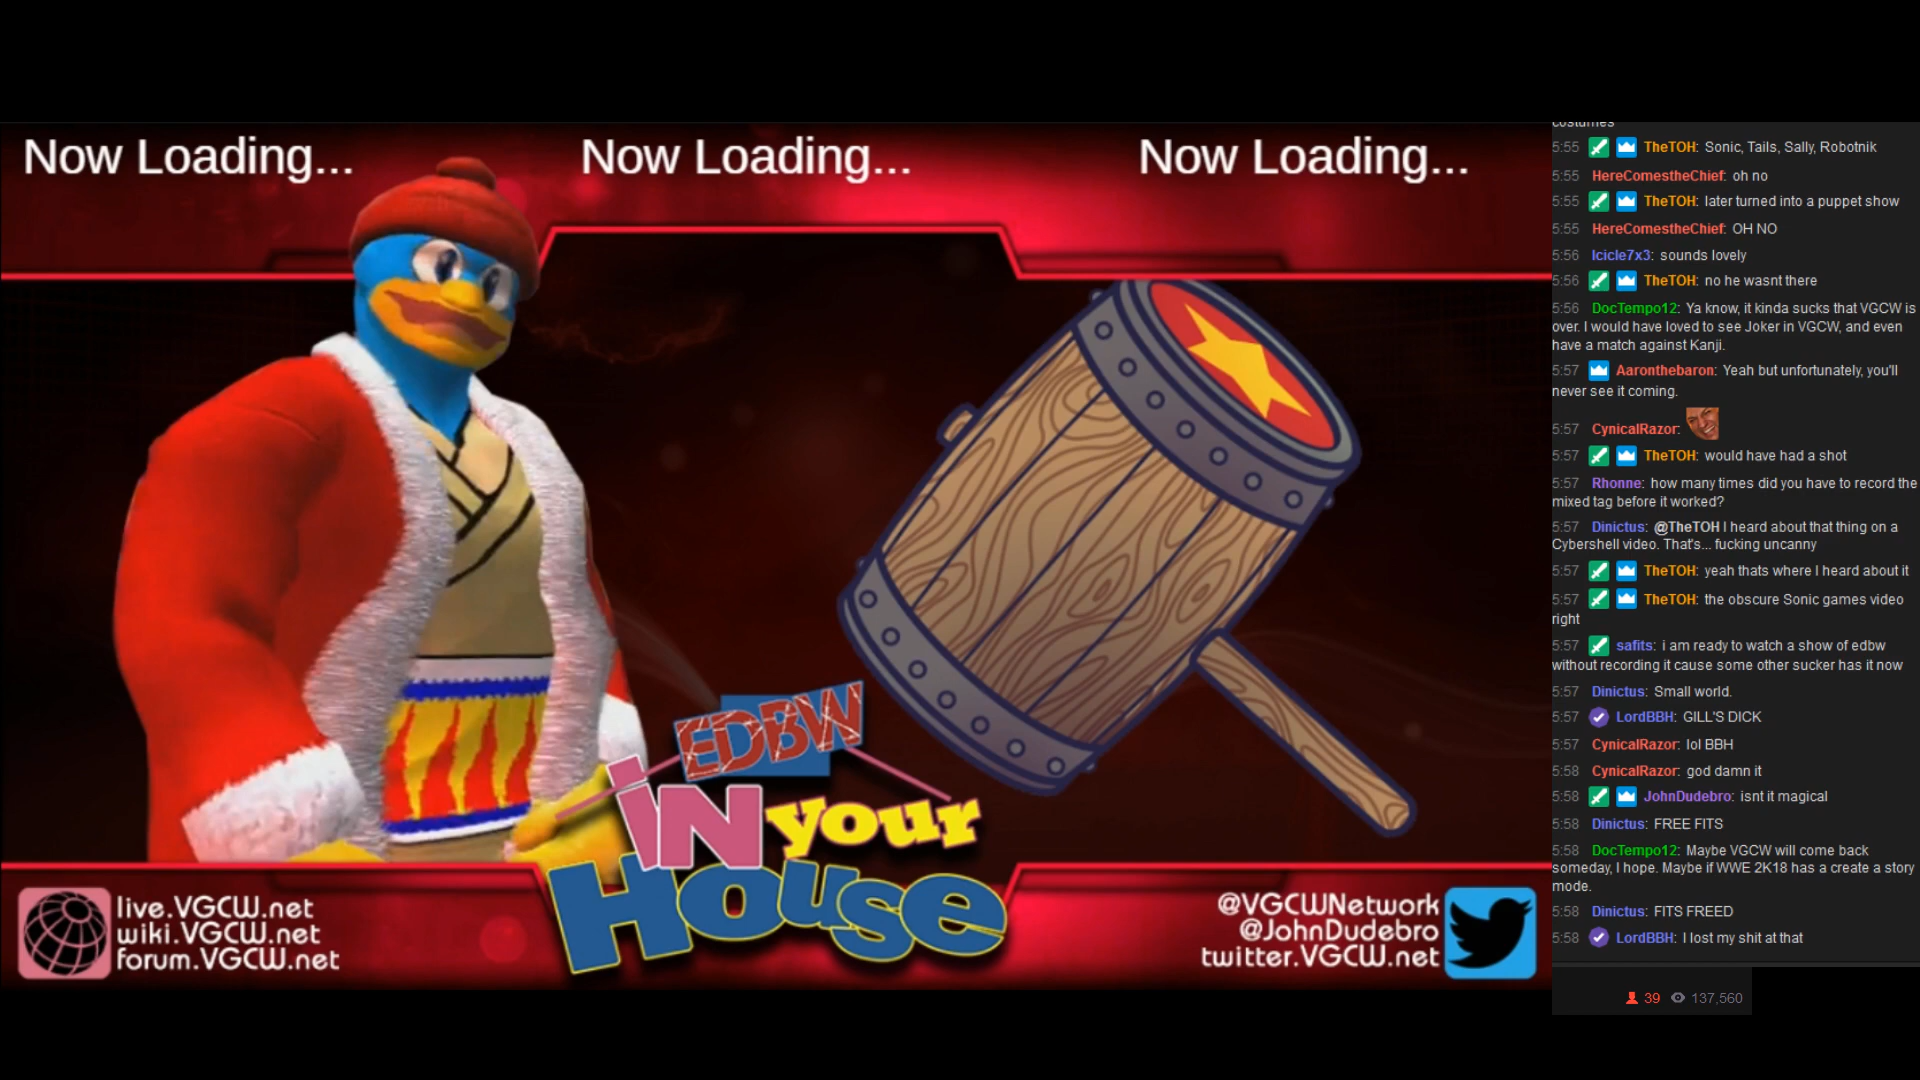 Now Loading...
Now Loading...
Now Loading...
EDBW
iN your
House
live.VGCW.net
wiki.VGCW.net
forum.VGCW.net
@VGCWNetwork
@JohnDudebro
twitter.VGCW.net
costumes
5:55 TheTOH: Sonic, Tails, Sally, Robotnik
5:55 HereComestheChief: oh no
5:55 TheTOH: later turned into a puppet show
5:55 HereComestheChief: OH NO
5:56 Icicle7x3: sounds lovely
5:56 TheTOH: no he wasnt there
5:56 DocTempo12: Ya know, it kinda sucks that VGCW is
over. I would have loved to see Joker in VGCW, and even
have a match against Kanji.
5:57 Aaronthebaron: Yeah but unfortunately, you'll
never see it coming.
5:57 CynicalRazor:
5:57 TheTOH: would have had a shot
5:57 Rhonne: how many times did you have to record the
mixed tag before it worked?
5:57 Dinictus: @TheTOH I heard about that thing on a
Cybershell video. That's... fucking uncanny
5:57 TheTOH: yeah thats where I heard about it
5:57 TheTOH: the obscure Sonic games video
right
5:57 safits: i am ready to watch a show of edbw
without recording it cause some other sucker has it now
5:57 Dinictus: Small world.
5:57 LordBBH: GILL'S DICK
5:57 CynicalRazor: lol BBH
5:58 CynicalRazor: god damn it
5:58 JohnDudebro: isnt it magical
5:58 Dinictus: FREE FITS
5:58 DocTempo12: Maybe VGCW will come back
someday, I hope. Maybe if WWE 2K18 has a create a story
mode.
5:58 Dinictus: FITS FREED
5:58 LordBBH: I lost my shit at that
39 137,560